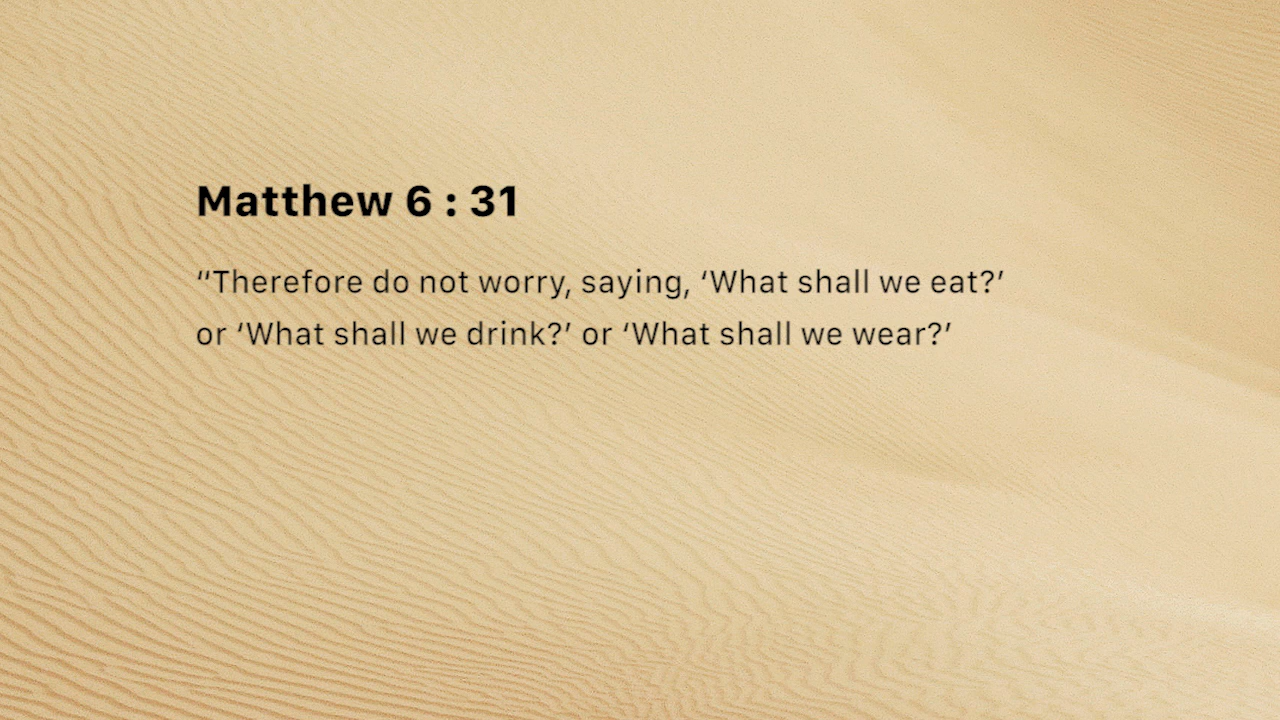 Matthew 6 : 31
“Therefore do not worry, saying, ‘What shall we eat?’
or ‘What shall we drink?’ or ‘What shall we wear?’